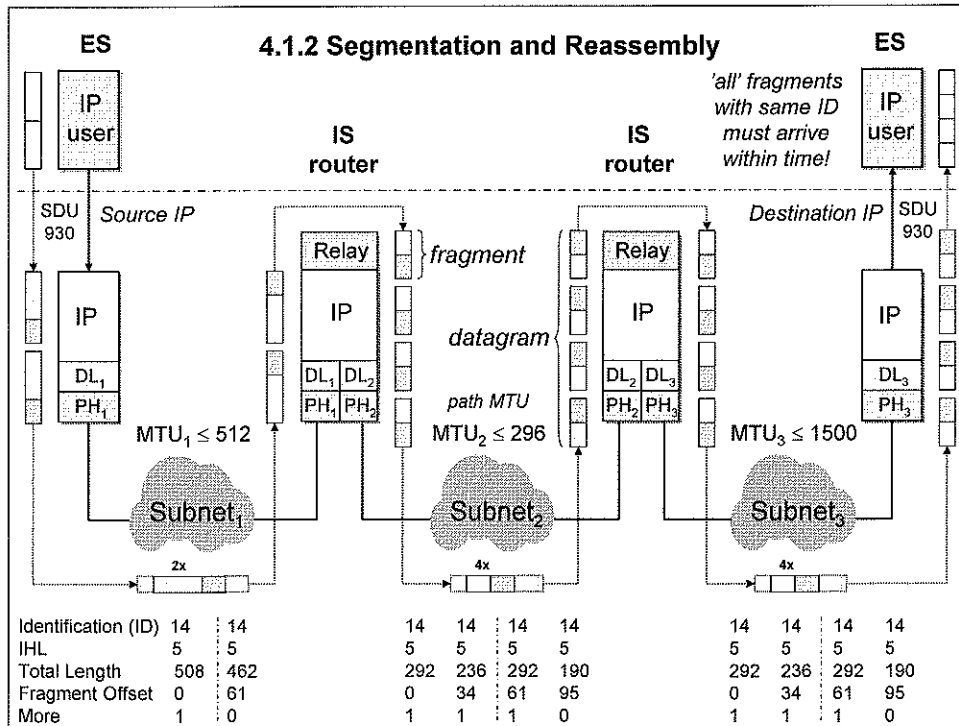 ES
4.1.2 Segmentation and Reassembly
ES
IP
user
IS
router
IS
router
'all' fragments
with same ID
must arrive
within time!
IP
user
SDU
930
Source IP
Destination IP
SDU
930
Relay
fragment
Relay
IP
IP
datagram
IP
IP
DL1
DL1 DL2
DL2 DL3
DL3
PH1
PH1 PH2
path MTU
PH2 PH3
PH3
MTU1 ≤ 512
MTU2 ≤ 296
MTU3 ≤ 1500
Subnet1
Subnet2
Subnet3
2x
4x
4x
Identification (ID) 14 14 14 14 14 14 14 14 14 14
IHL 5 5 5 5 5 5 5 5 5 5
Total Length 508 462 292 236 292 190 292 236 292 190
Fragment Offset 0 61 0 34 61 95 0 34 61 95
More 1 0 1 1 1 0 1 1 1 0